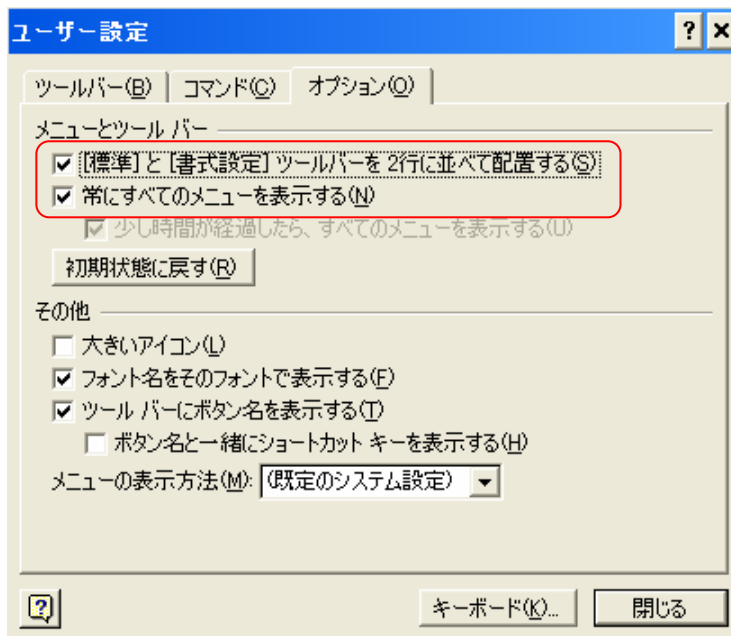 ユーザー設定
ツールバー(B) コマンド(C) オプション(O)
メニューとツール バー
[標準]と[書式設定]ツールバーを2行に並べて配置する(S)
常にすべてのメニューを表示する(N)
少し時間が経過したら、すべてのメニューを表示する(U)
初期状態に戻す(R)
その他
大きいアイコン(L)
フォント名をそのフォントで表示する(F)
ツール バーにボタン名を表示する(T)
ボタン名と一緒にショートカット キーを表示する(H)
メニューの表示方法(M): (既定のシステム設定)
キーボード(K)... 閉じる